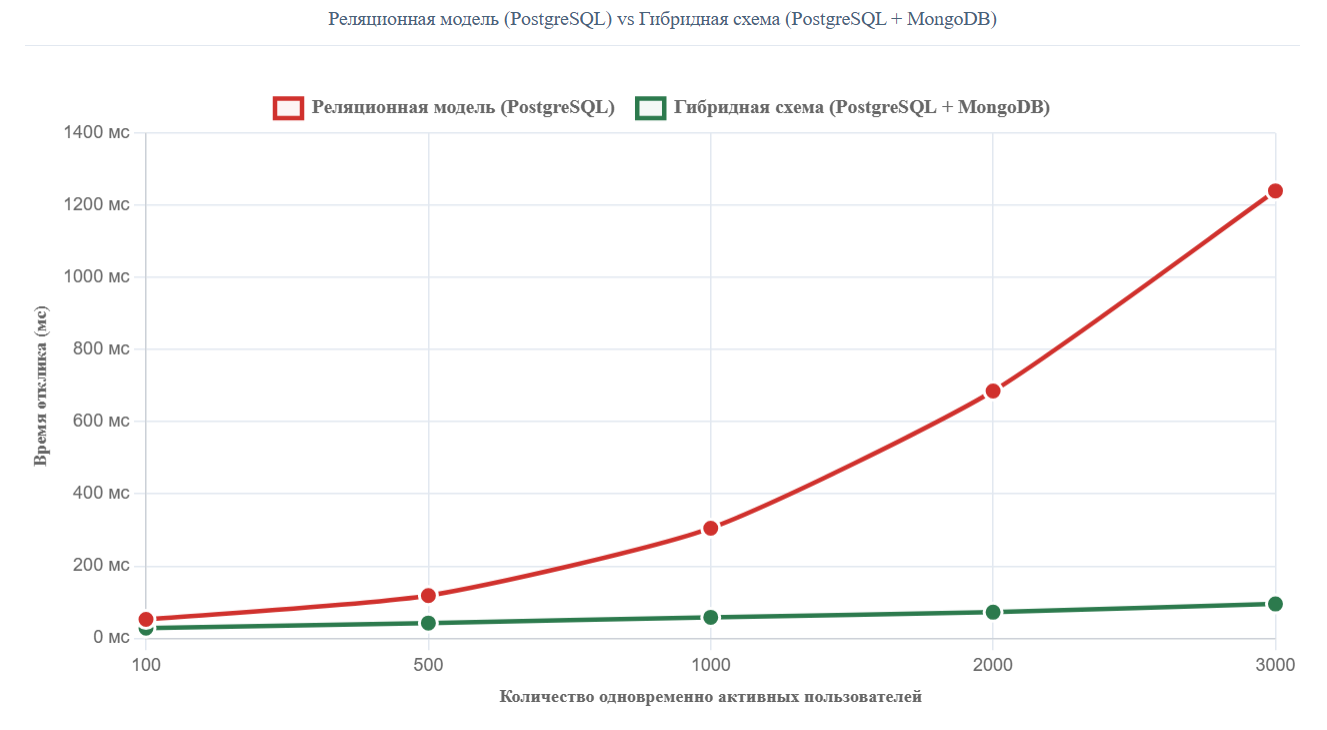 Реляционная модель (PostgreSQL) vs Гибридная схема (PostgreSQL + MongoDB)
Реляционная модель (PostgreSQL) Гибридная схема (PostgreSQL + MongoDB)
1400 мс
1200 мс
1000 мс
800 мс
600 мс
400 мс
200 мс
0 мс
Время отклика (мс)
100 500 1000 2000 3000
Количество одновременно активных пользователей